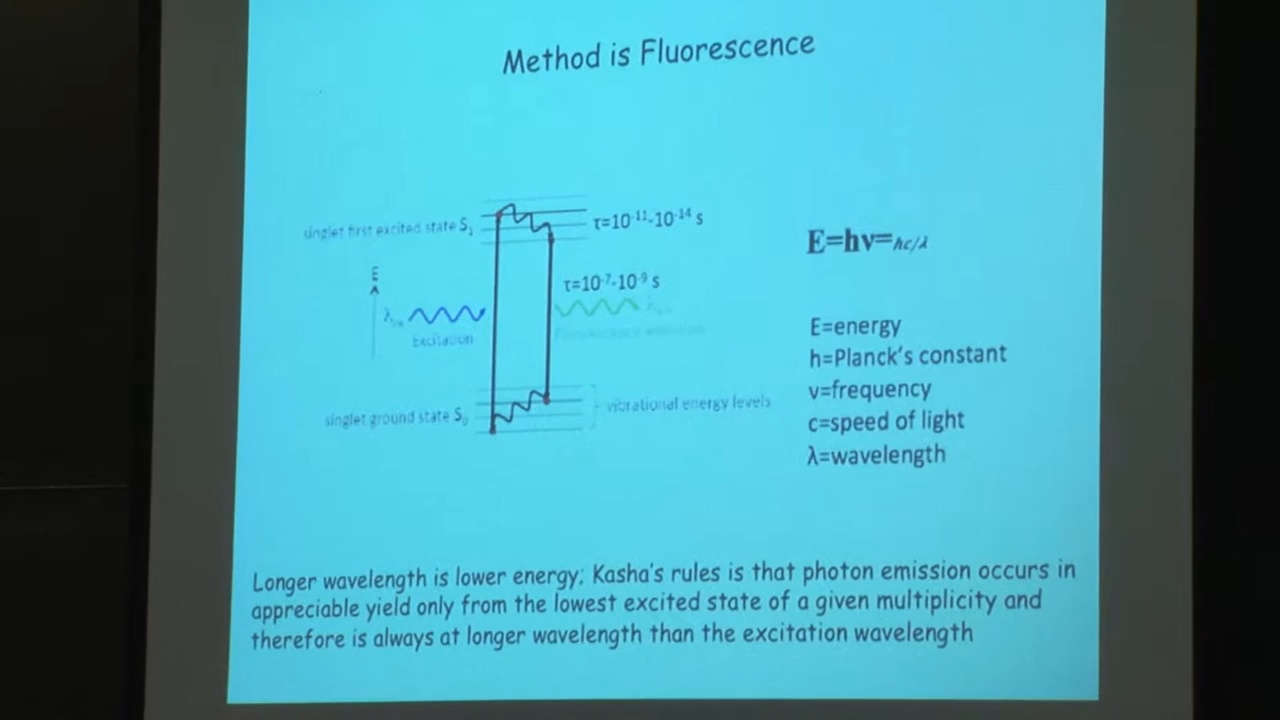 Method is Fluorescence
singlet first excited state S₁
τ=10⁻¹¹-10⁻¹⁴ s
E=hν=hc/λ
E
τ=10⁻⁷-10⁻⁹ s
λ
Excitation
E=energy
h=Planck's constant
ν=frequency
c=speed of light
λ=wavelength
singlet ground state S₀
vibrational energy levels
Longer wavelength is lower energy; Kasha's rules is that photon emission occurs in
appreciable yield only from the lowest excited state of a given multiplicity and
therefore is always at longer wavelength than the excitation wavelength